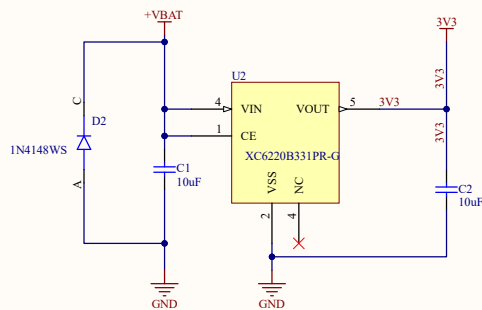 +VBAT
3V3
U2
C
D2
1N4148WS
A
4
VIN
VOUT
5
3V3
3V3
3V3
1
CE
XC6220B331PR-G
C1
10uF
VSS
NC
2
4
C2
10uF
GND
GND